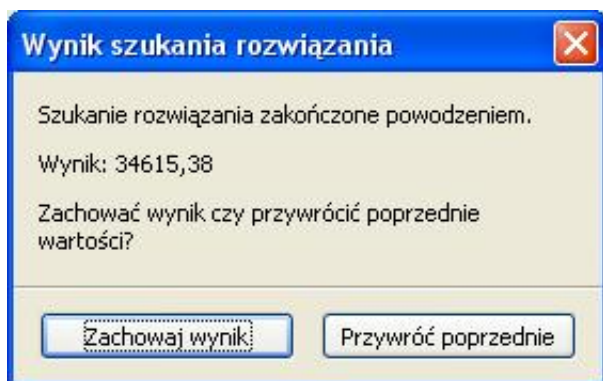 Wynik szukania rozwiązania
Szukanie rozwiązania zakończone powodzeniem.
Wynik: 34615,38
Zachować wynik czy przywrócić poprzednie
wartości?
Zachowaj wynik
Przywróć poprzednie